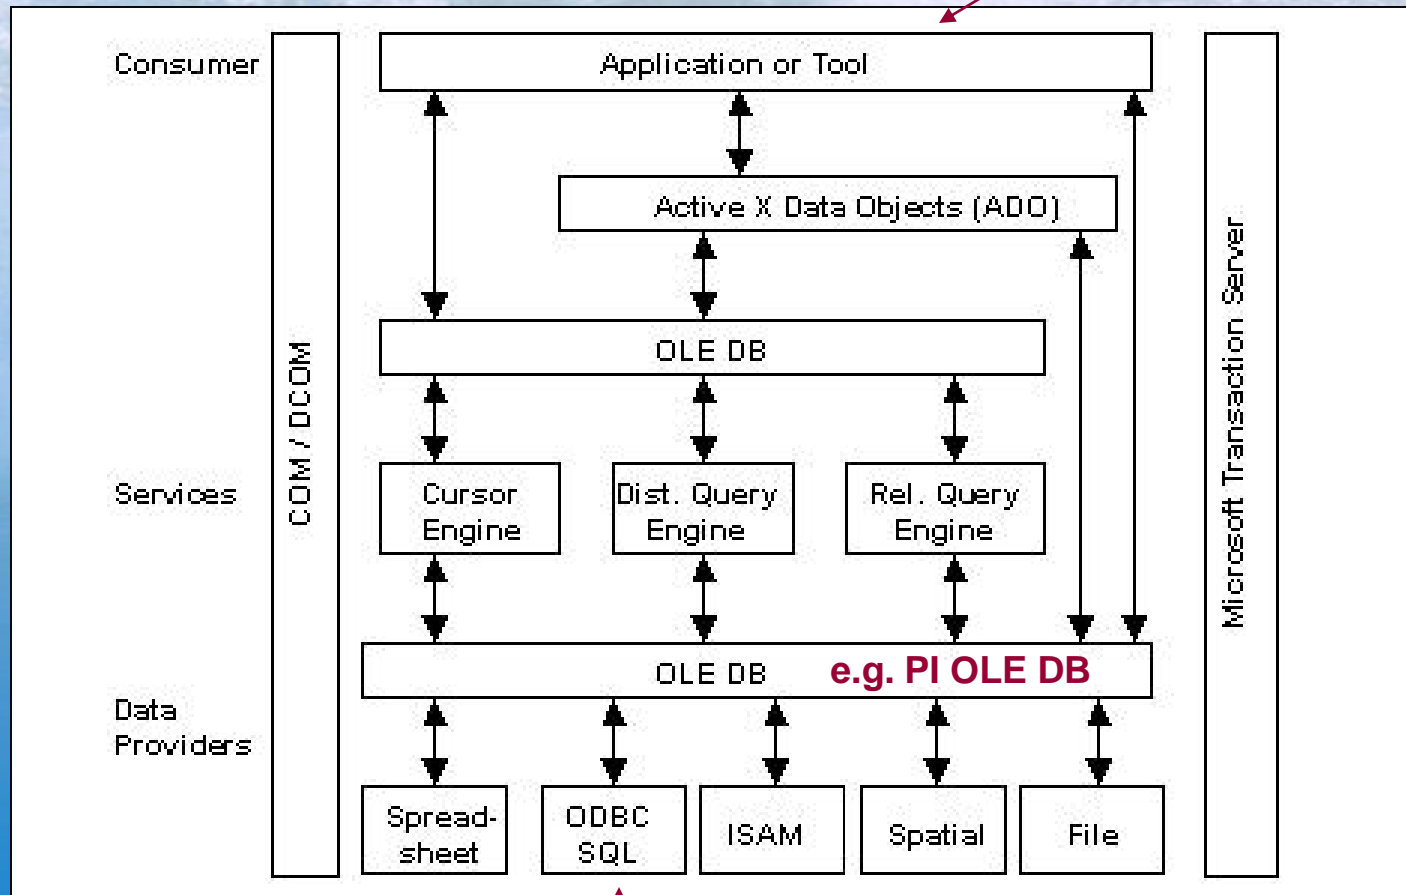 Consumer
Application or Tool
Active X Data Objects (ADO)
OLE DB
COM / DCOM
Microsoft Transaction Server
Services
Cursor
Engine
Dist. Query
Engine
Rel. Query
Engine
OLE DB e.g. PI OLE DB
Data
Providers
Spread-
sheet
ODBC
SQL
ISAM
Spatial
File